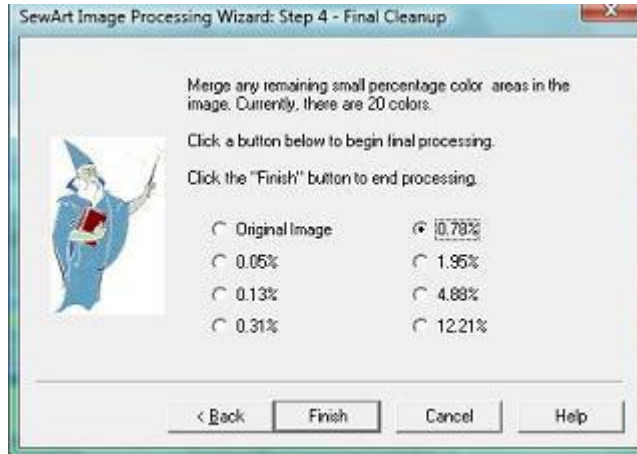 SewArt Image Processing Wizard: Step 4 - Final Cleanup
Merge any remaining small percentage color areas in the
image. Currently, there are 20 colors.
Click a button below to begin final processing.
Click the "Finish" button to end processing.
Original Image
0.78%
0.05%
1.95%
0.13%
4.88%
0.31%
12.21%
< Back
Finish
Cancel
Help